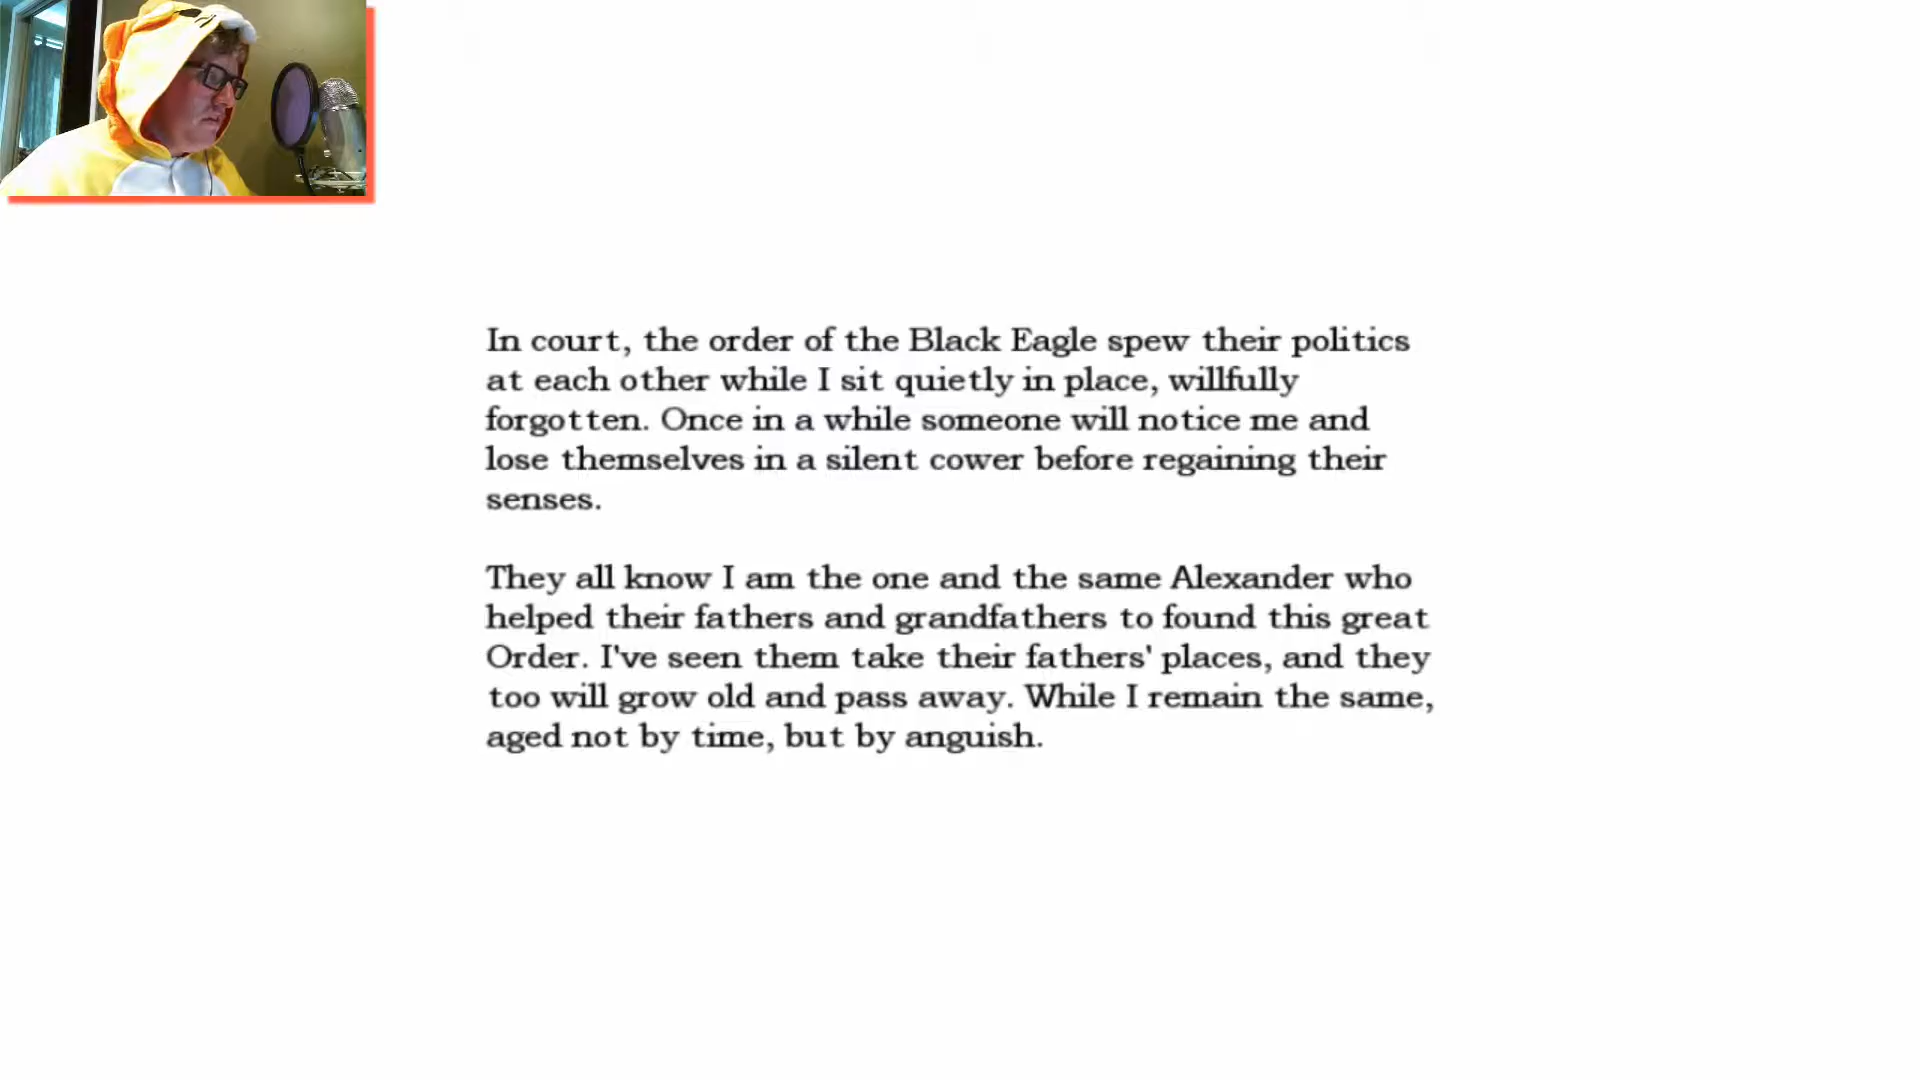 In court, the order of the Black Eagle spew their politics
at each other while I sit quietly in place, willfully
forgotten. Once in a while someone will notice me and
lose themselves in a silent cower before regaining their
senses.
They all know I am the one and the same Alexander who
helped their fathers and grandfathers to found this great
Order. I've seen them take their fathers' places, and they
too will grow old and pass away. While I remain the same,
aged not by time, but by anguish.